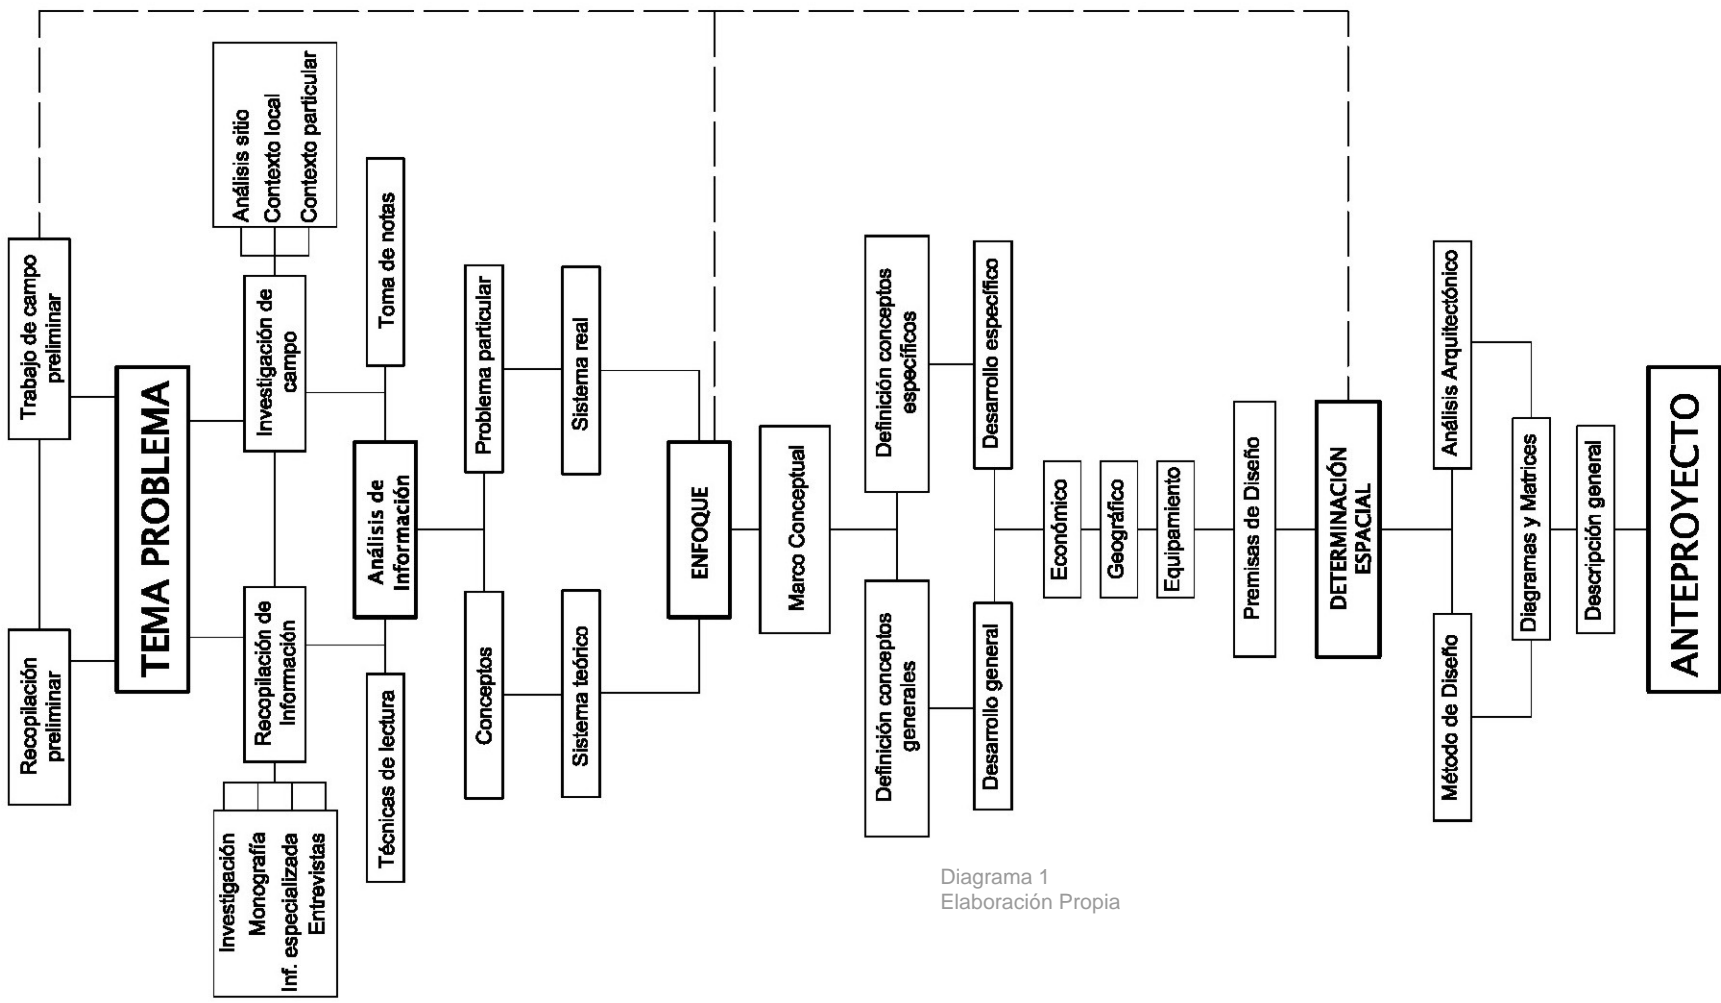 Recopilación
preliminar
Trabajo de campo
preliminar
TEMA PROBLEMA
Investigación
Monografía
Inf. especializada
Entrevistas
Recopilación de
Información
Investigación de
campo
Análisis sitio
Contexto local
Contexto particular
Técnicas de lectura
Análisis de
Información
Toma de notas
Conceptos
Problema particular
Sistema teórico
Sistema real
ENFOQUE
Marco Conceptual
Definición conceptos
generales
Definición conceptos
específicos
Desarrollo general
Desarrollo específico
Económico
Geográfico
Equipamiento
Premisas de Diseño
DETERMINACIÓN
ESPACIAL
Método de Diseño
Análisis Arquitectónico
Diagramas y Matrices
Descripción general
ANTEPROYECTO
Diagrama 1
Elaboración Propia